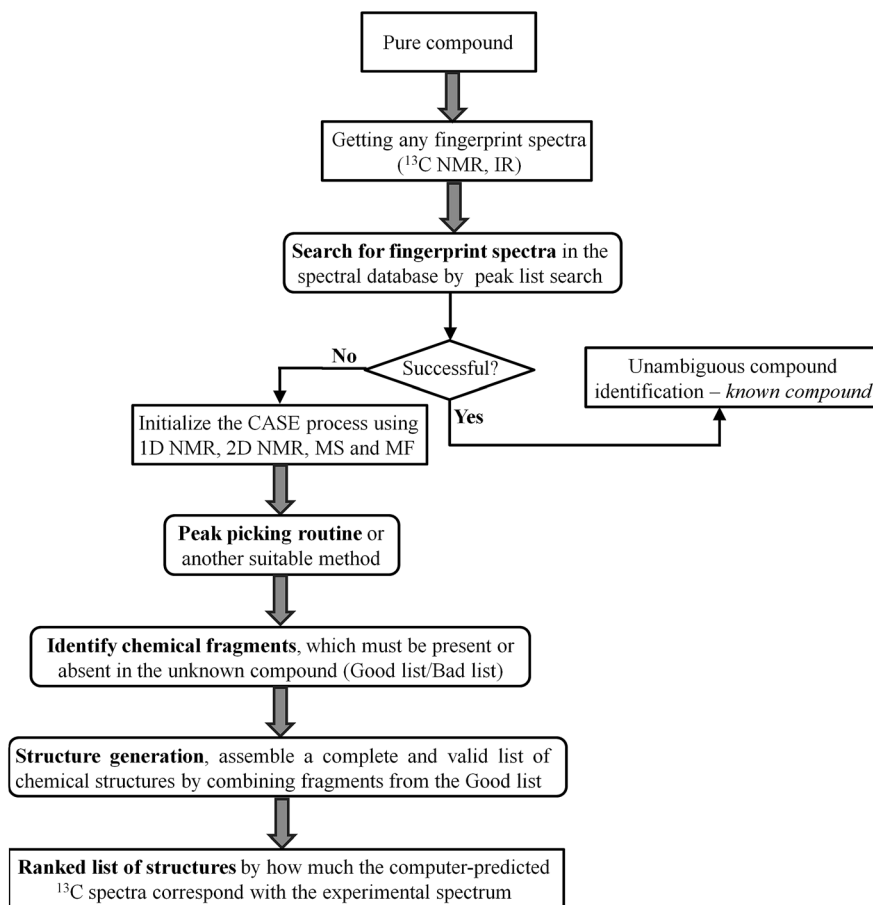 Pure compound
Getting any fingerprint spectra
(¹³C NMR, IR)
Search for fingerprint spectra in the
spectral database by peak list search
Successful?
No
Yes
Unambiguous compound
identification – known compound
Initialize the CASE process using
1D NMR, 2D NMR, MS and MF
Peak picking routine or
another suitable method
Identify chemical fragments, which must be present or
absent in the unknown compound (Good list/Bad list)
Structure generation, assemble a complete and valid list of
chemical structures by combining fragments from the Good list
Ranked list of structures by how much the computer-predicted
¹³C spectra correspond with the experimental spectrum